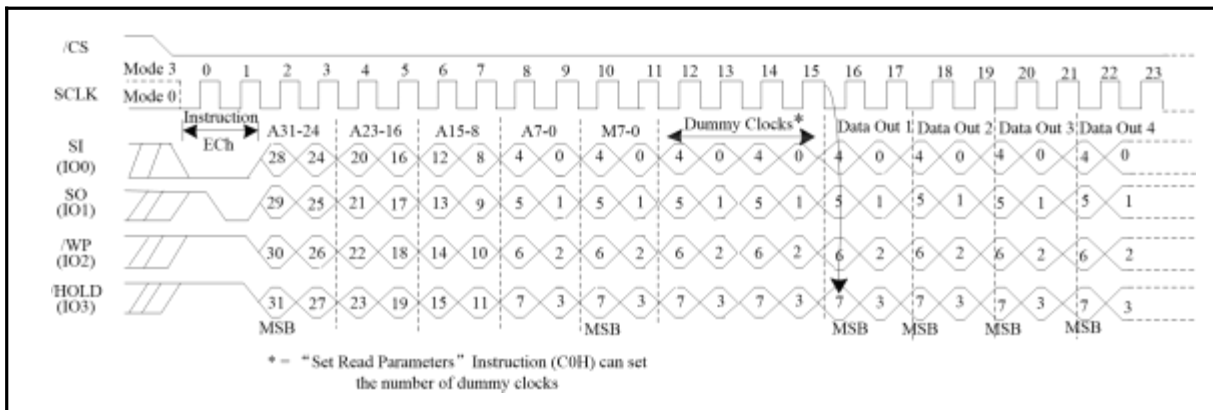 /CS
Mode 3 0 1 2 3 4 5 6 7 8 9 10 11 12 13 14 15 16 17 18 19 20 21 22 23
SCLK Mode 0
Instruction A31-24 A23-16 A15-8 A7-0 M7-0 Dummy Clocks* Data Out 1 Data Out 2 Data Out 3 Data Out 4
ECh
SI (IO0) 28 24 20 16 12 8 4 0 4 0 4 0 4 0 4 0 4 0 4 0 4 0
SO (IO1) 29 25 21 17 13 9 5 1 5 1 5 1 5 1 5 1 5 1 5 1 5 1
/WP (IO2) 30 26 22 18 14 10 6 2 6 2 6 2 6 2 6 2 6 2 6 2 6 2
/HOLD (IO3) 31 27 23 19 15 11 7 3 7 3 7 3 7 3 7 3 7 3 7 3 7 3
MSB MSB MSB MSB MSB MSB
* = “Set Read Parameters” Instruction (C0H) can set
the number of dummy clocks